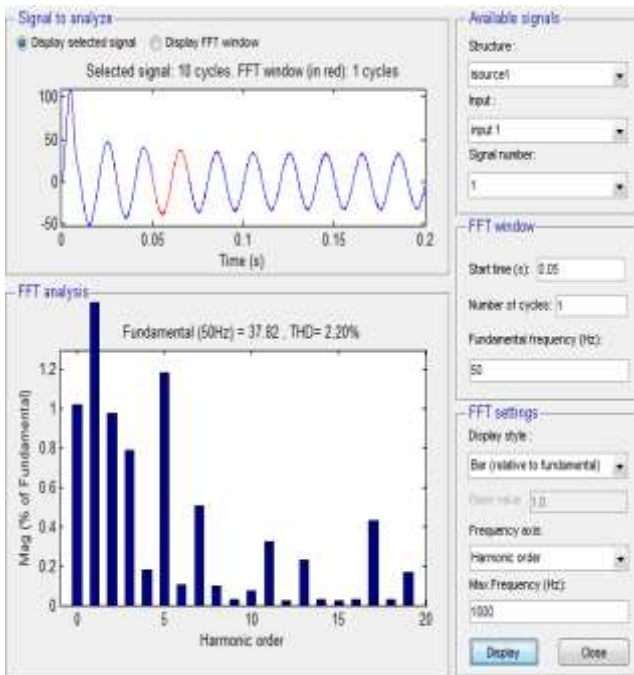 Signal to analyze
Display selected signal Display FFT window
Selected signal: 10 cycles. FFT window (in red): 1 cycles
100
50
0
-50
0 0.05 0.1 0.15 0.2
Time (s)
FFT analysis
Fundamental (50Hz) = 37.82 , THD= 2.20%
1.2
1
0.8
0.6
0.4
0.2
0
0 5 10 15 20
Mag (% of Fundamental)
Harmonic order
Available signals
Structure :
isource1
Input :
input 1
Signal number:
1
FFT window
Start time (s): 0.05
Number of cycles: 1
Fundamental frequency (Hz):
50
FFT settings
Display style :
Bar (relative to fundamental)
Base value 1.0
Frequency axis:
Harmonic order
Max Frequency (Hz):
1000
Display Close